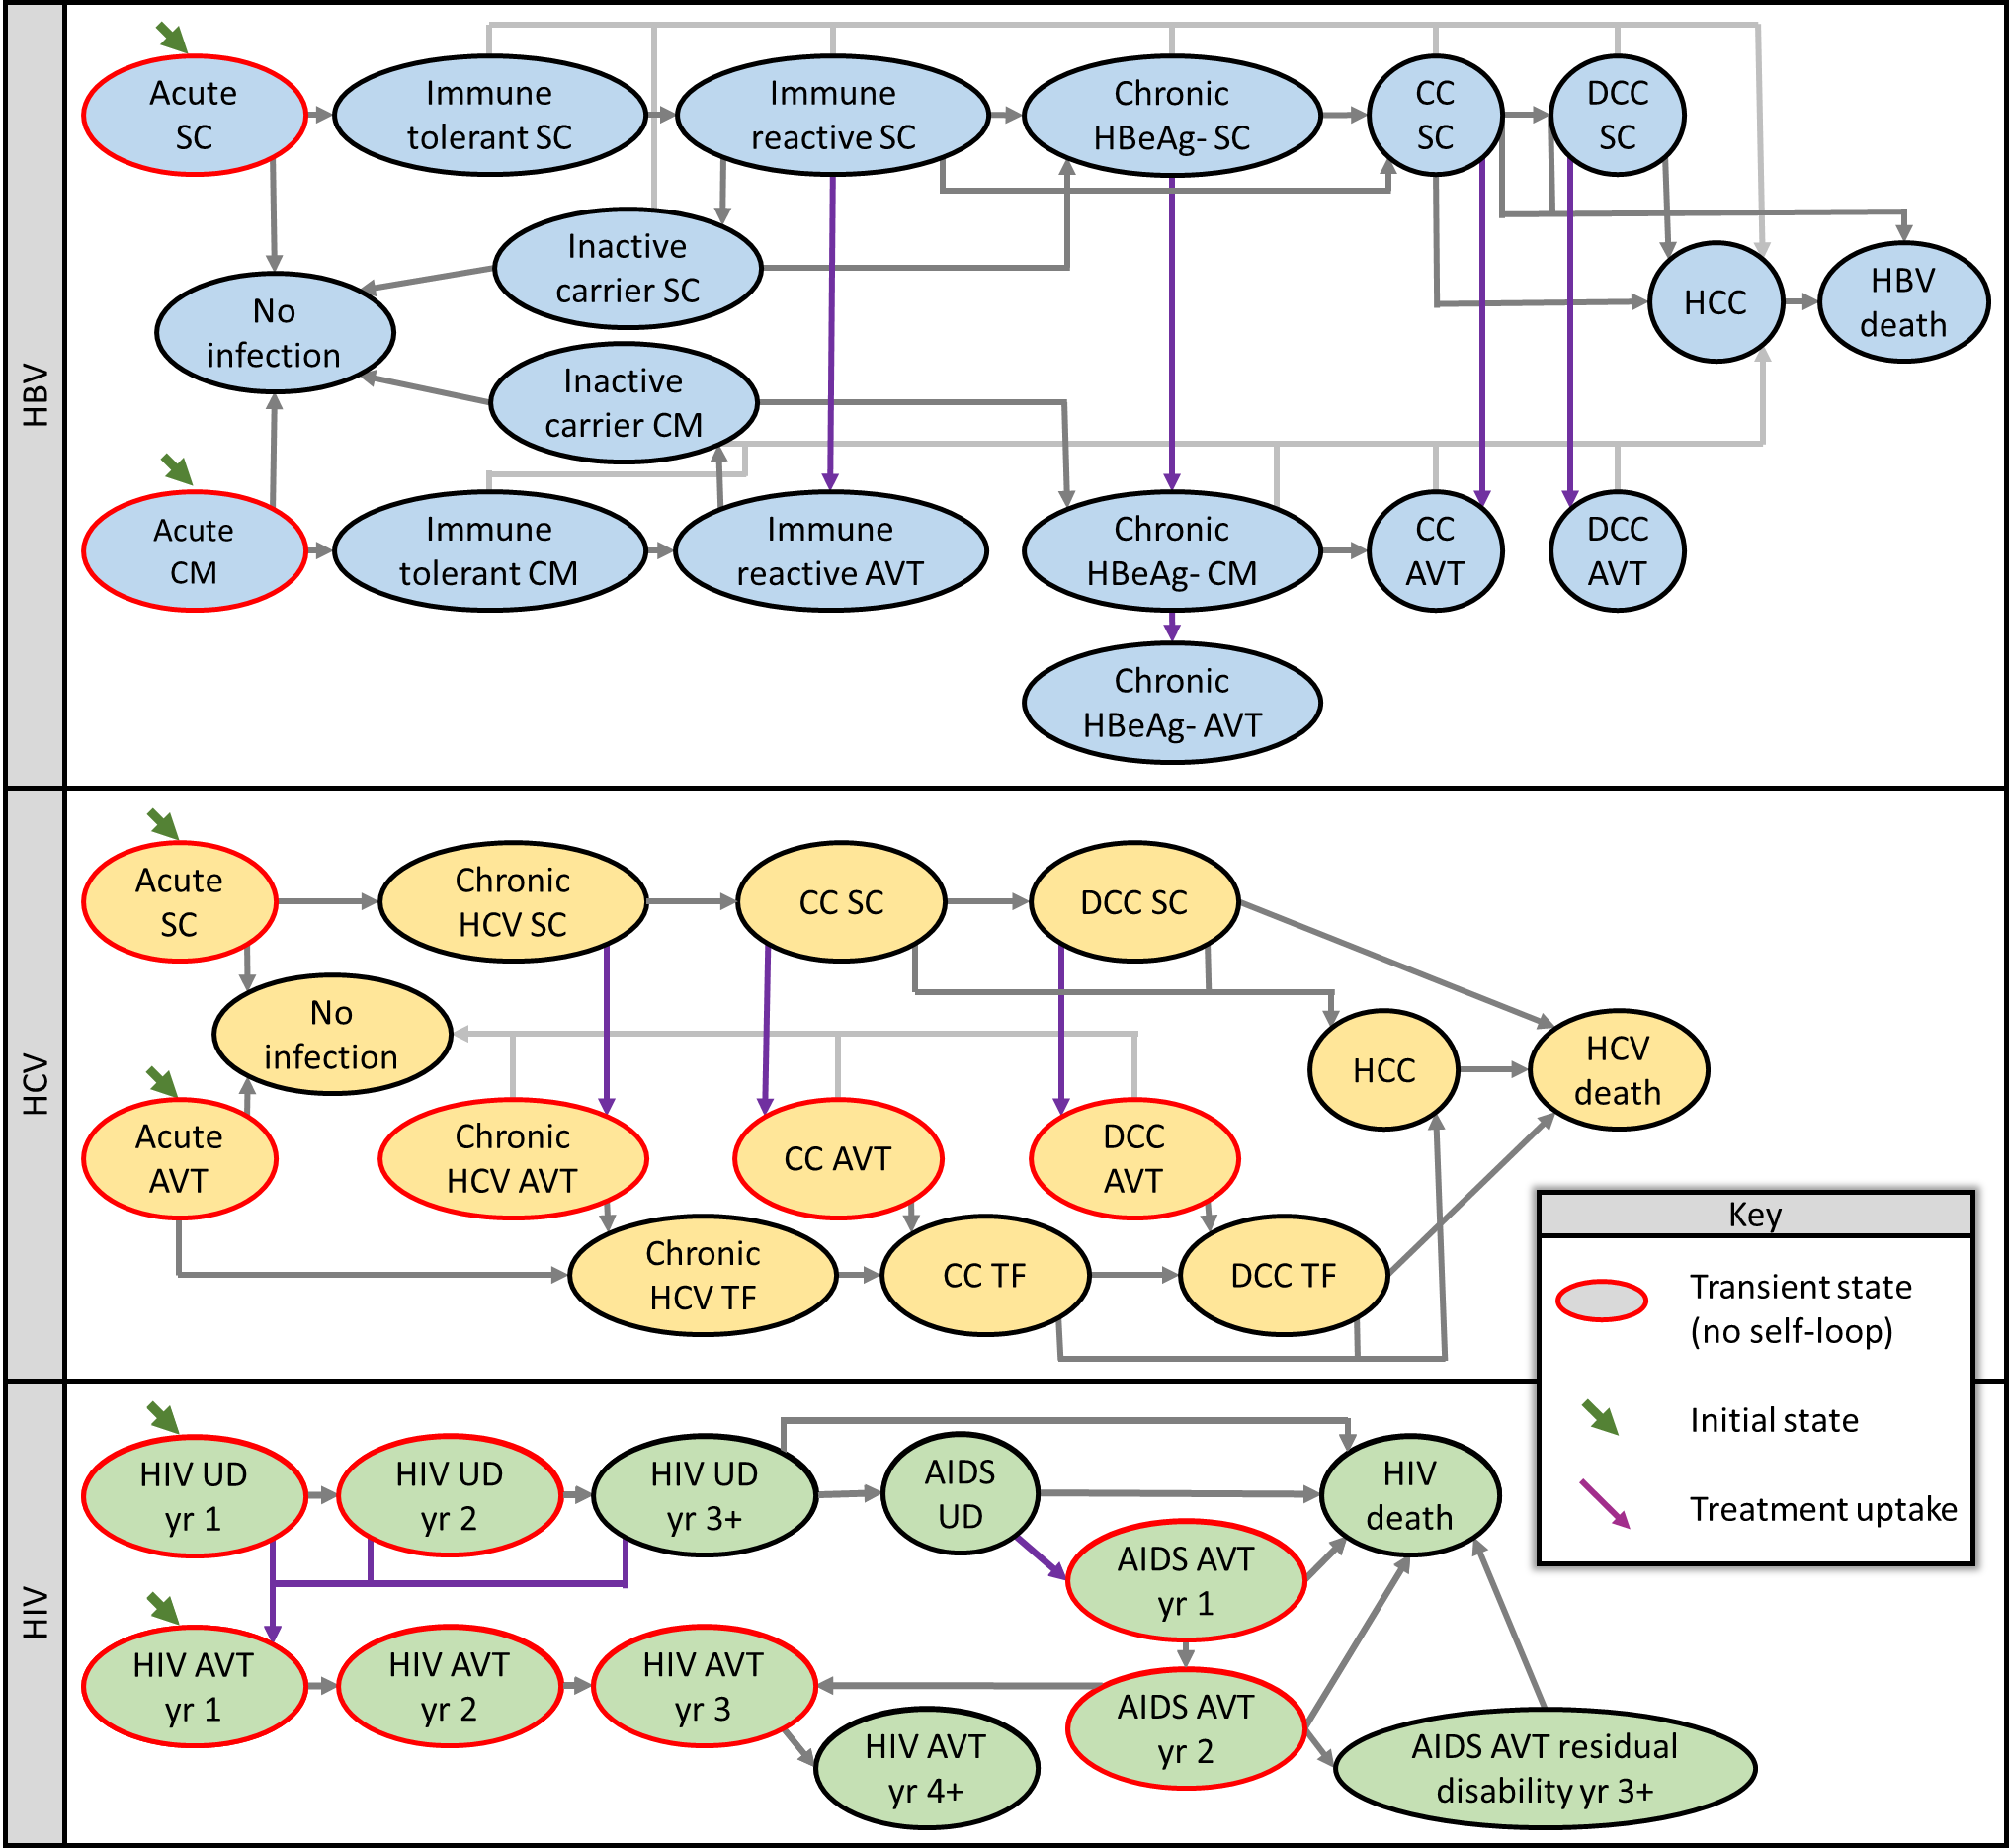 HBV
Acute
SC
Immune
tolerant SC
Immune
reactive SC
Chronic
HBeAg- SC
CC
SC
DCC
SC
Inactive
carrier SC
No
infection
HCC
HBV
death
Inactive
carrier CM
Acute
CM
Immune
tolerant CM
Immune
reactive AVT
Chronic
HBeAg- CM
CC
AVT
DCC
AVT
Chronic
HBeAg- AVT
HCV
Acute
SC
Chronic
HCV SC
CC SC
DCC SC
No
infection
HCC
HCV
death
Acute
AVT
Chronic
HCV AVT
CC AVT
DCC
AVT
Chronic
HCV TF
CC TF
DCC TF
Key
Transient state
(no self-loop)
Initial state
Treatment uptake
HIV
HIV UD
yr 1
HIV UD
yr 2
HIV UD
yr 3+
AIDS
UD
HIV
death
AIDS AVT
yr 1
HIV AVT
yr 1
HIV AVT
yr 2
HIV AVT
yr 3
AIDS AVT
yr 2
HIV AVT
yr 4+
AIDS AVT residual
disability yr 3+